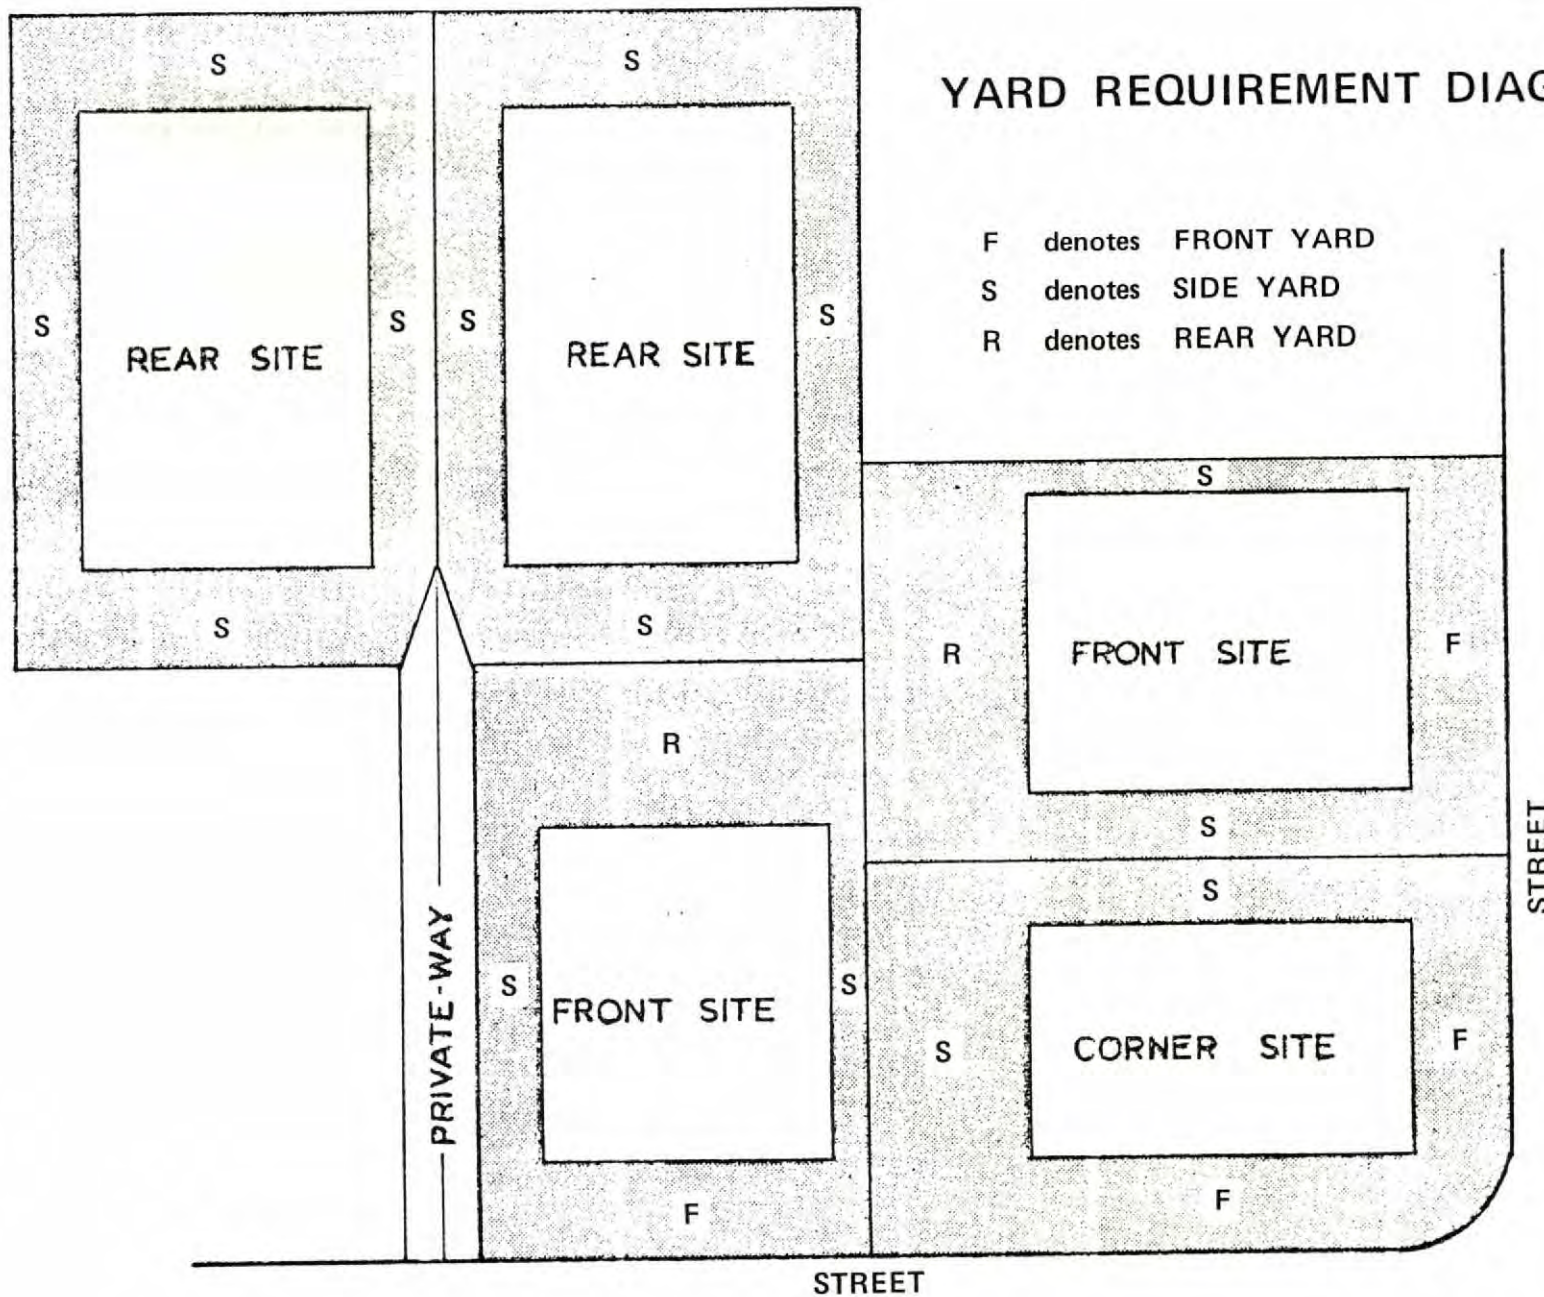 YARD REQUIREMENT DIAG
F denotes FRONT YARD
S denotes SIDE YARD
R denotes REAR YARD
S
S
S
REAR SITE
S
S
REAR SITE
S
S
S
S
R
FRONT SITE
F
S
R
S
FRONT SITE
S
F
S
S
CORNER SITE
F
F
PRIVATE-WAY
STREET
STREET